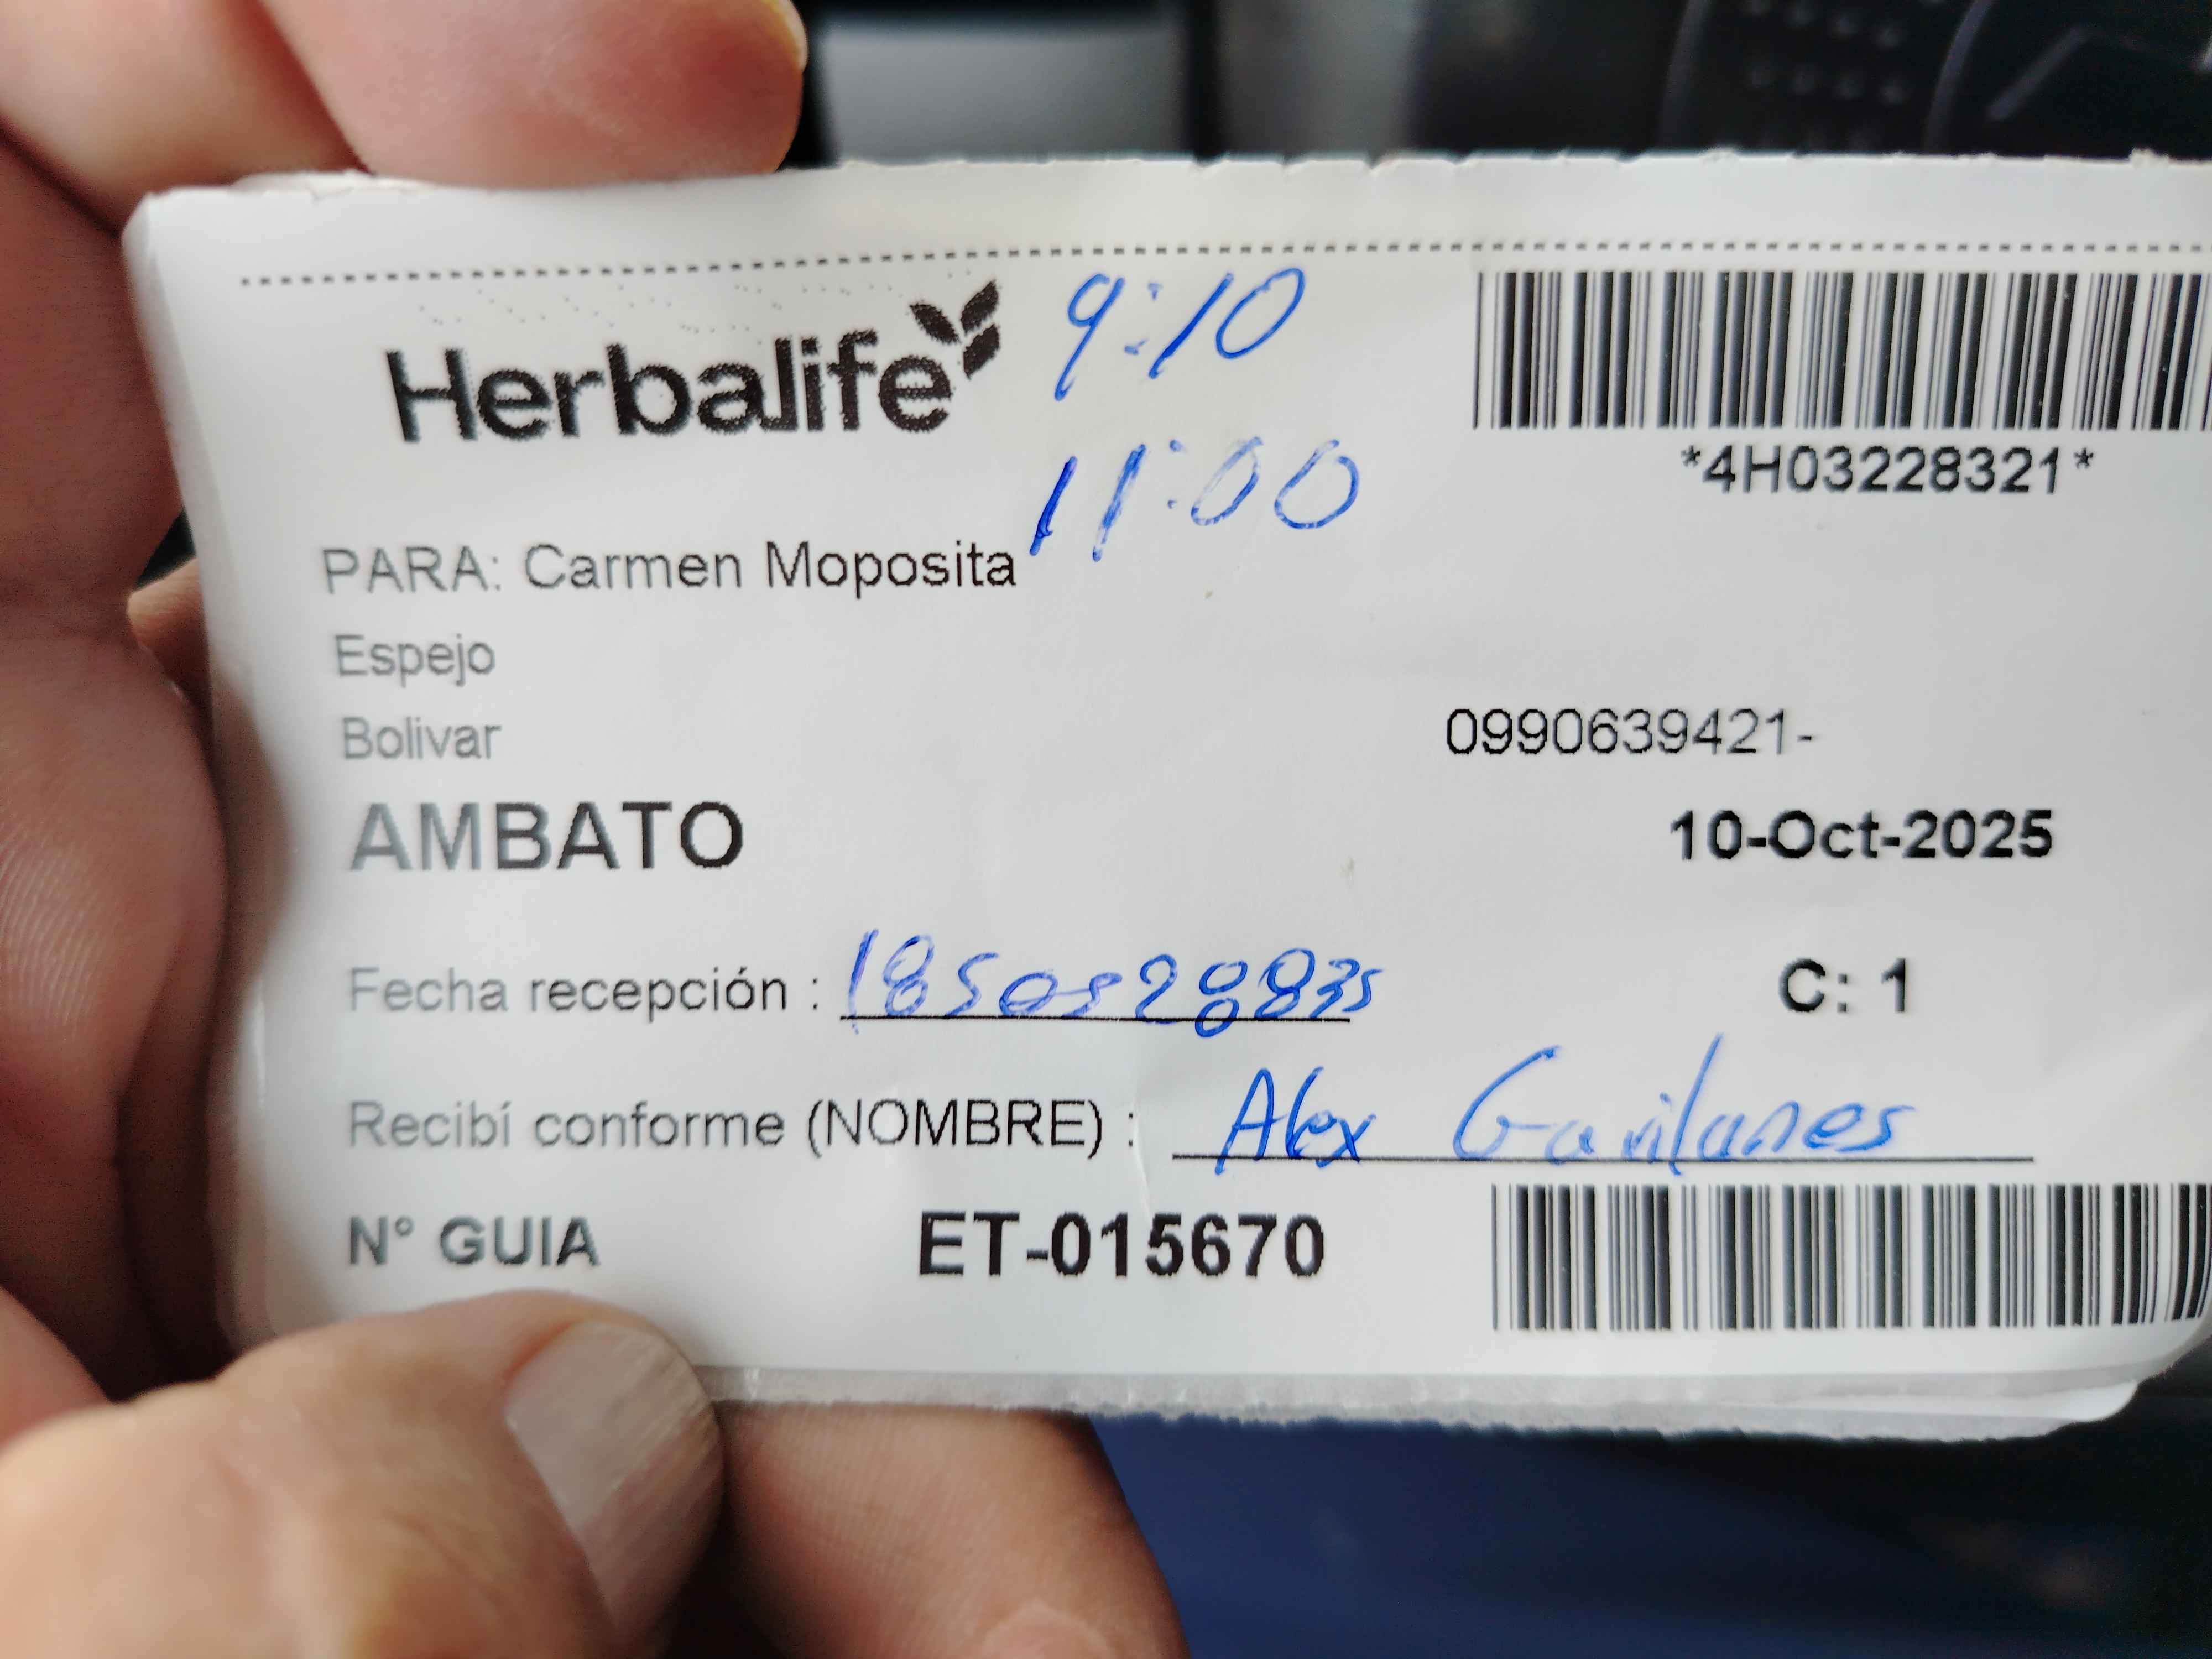 Herbalife
9:10
11:00
*4H03228321*
PARA: Carmen Moposita
Espejo
Bolivar
0990639421-
AMBATO
10-Oct-2025
Fecha recepción :
C: 1
Recibí conforme (NOMBRE) : Alex Gavilanes
N° GUIA ET-015670